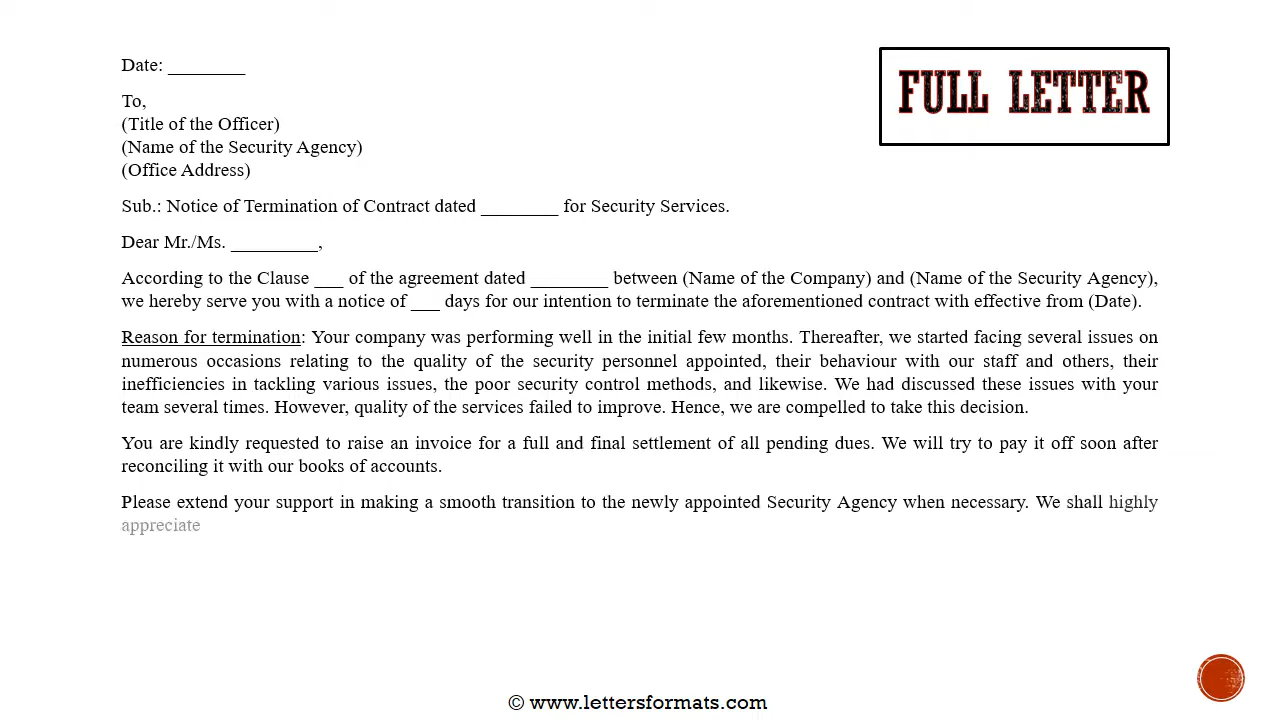 Date: ________
FULL LETTER
To,
(Title of the Officer)
(Name of the Security Agency)
(Office Address)
Sub.: Notice of Termination of Contract dated ________ for Security Services.
Dear Mr./Ms. _________,
According to the Clause ___ of the agreement dated ________ between (Name of the Company) and (Name of the Security Agency),
we hereby serve you with a notice of ___ days for our intention to terminate the aforementioned contract with effective from (Date).
Reason for termination: Your company was performing well in the initial few months. Thereafter, we started facing several issues on
numerous occasions relating to the quality of the security personnel appointed, their behaviour with our staff and others, their
inefficiencies in tackling various issues, the poor security control methods, and likewise. We had discussed these issues with your
team several times. However, quality of the services failed to improve. Hence, we are compelled to take this decision.
You are kindly requested to raise an invoice for a full and final settlement of all pending dues. We will try to pay it off soon after
reconciling it with our books of accounts.
Please extend your support in making a smooth transition to the newly appointed Security Agency when necessary. We shall highly
appreciate
© www.lettersformats.com